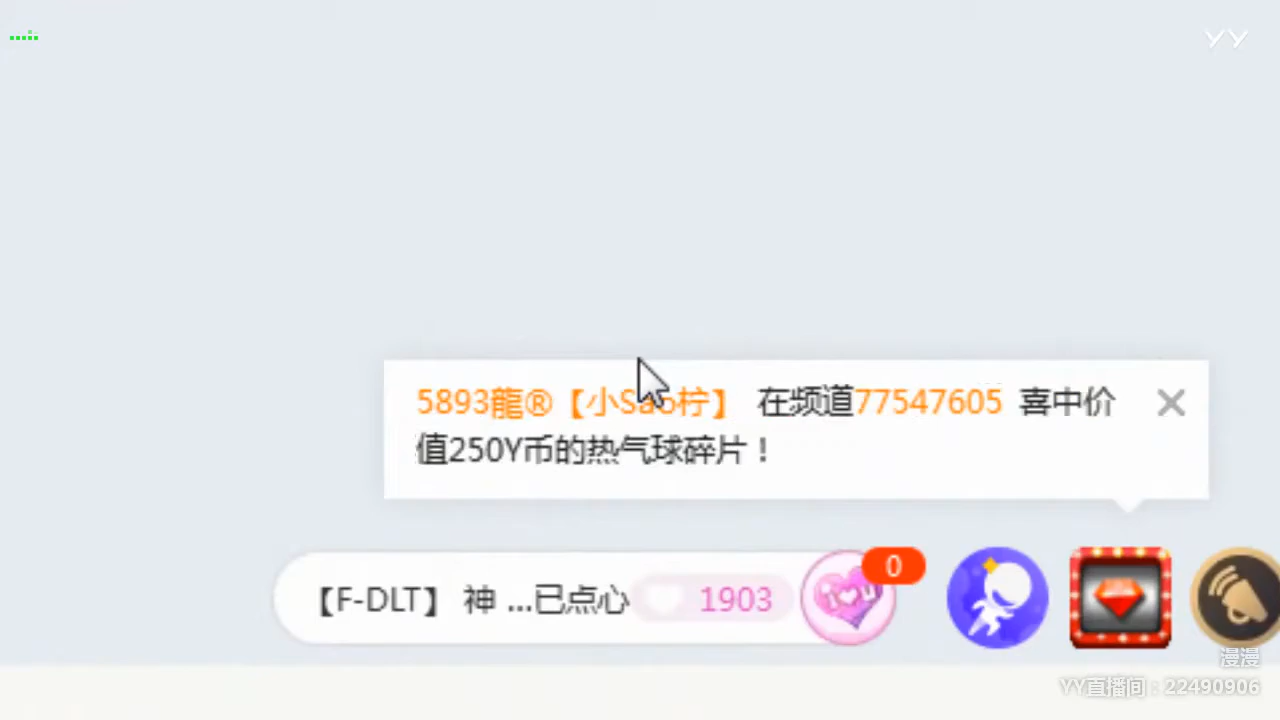 YY
5893龍®【小Sao柠】 在频道77547605 喜中价
值250Y币的热气球碎片！
【F-DLT】 神 ...已点心 1903
0
I U
漫漫
YY直播间：22490906